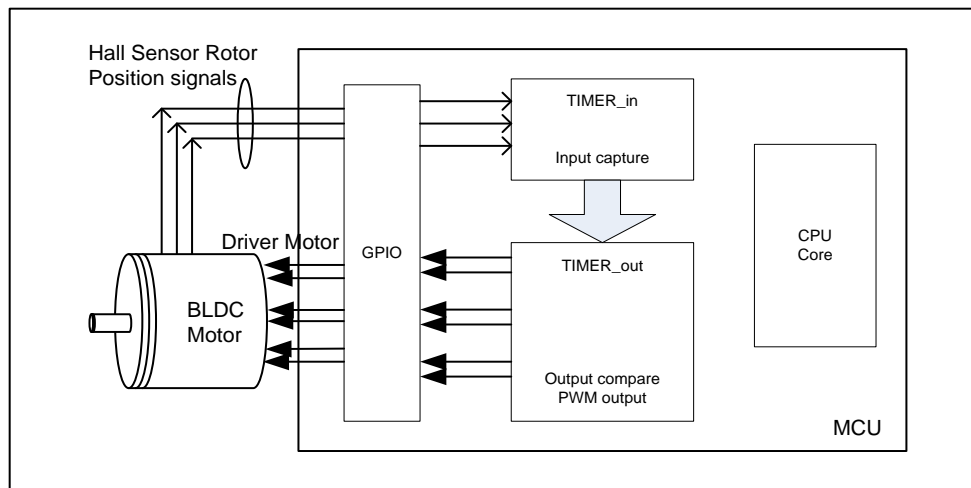 Hall Sensor Rotor
Position signals
TIMER_in
Input capture
CPU
Core
Driver Motor
GPIO
TIMER_out
BLDC
Motor
Output compare
PWM output
MCU